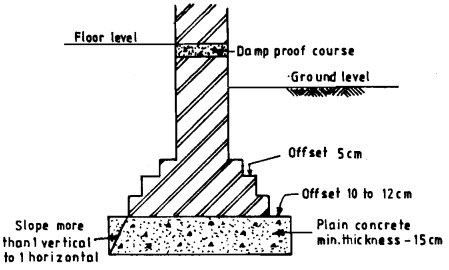 Floor level
Damp proof course
Ground level
Offset 5cm
Offset 10 to 12cm
Slope more
than 1 vertical
to 1 horizontal
Plain concrete
min. thickness - 15cm